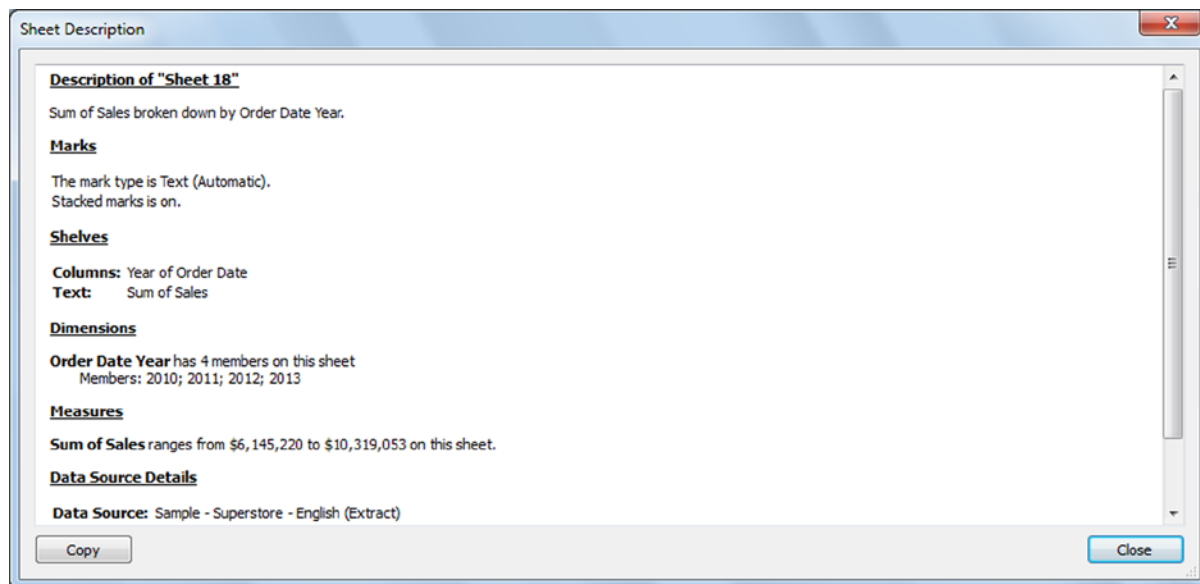 Sheet Description
Description of "Sheet 18"
Sum of Sales broken down by Order Date Year.
Marks
The mark type is Text (Automatic).
Stacked marks is on.
Shelves
Columns: Year of Order Date
Text: Sum of Sales
Dimensions
Order Date Year has 4 members on this sheet
Members: 2010; 2011; 2012; 2013
Measures
Sum of Sales ranges from $6,145,220 to $10,319,053 on this sheet.
Data Source Details
Data Source: Sample - Superstore - English (Extract)
Copy Close